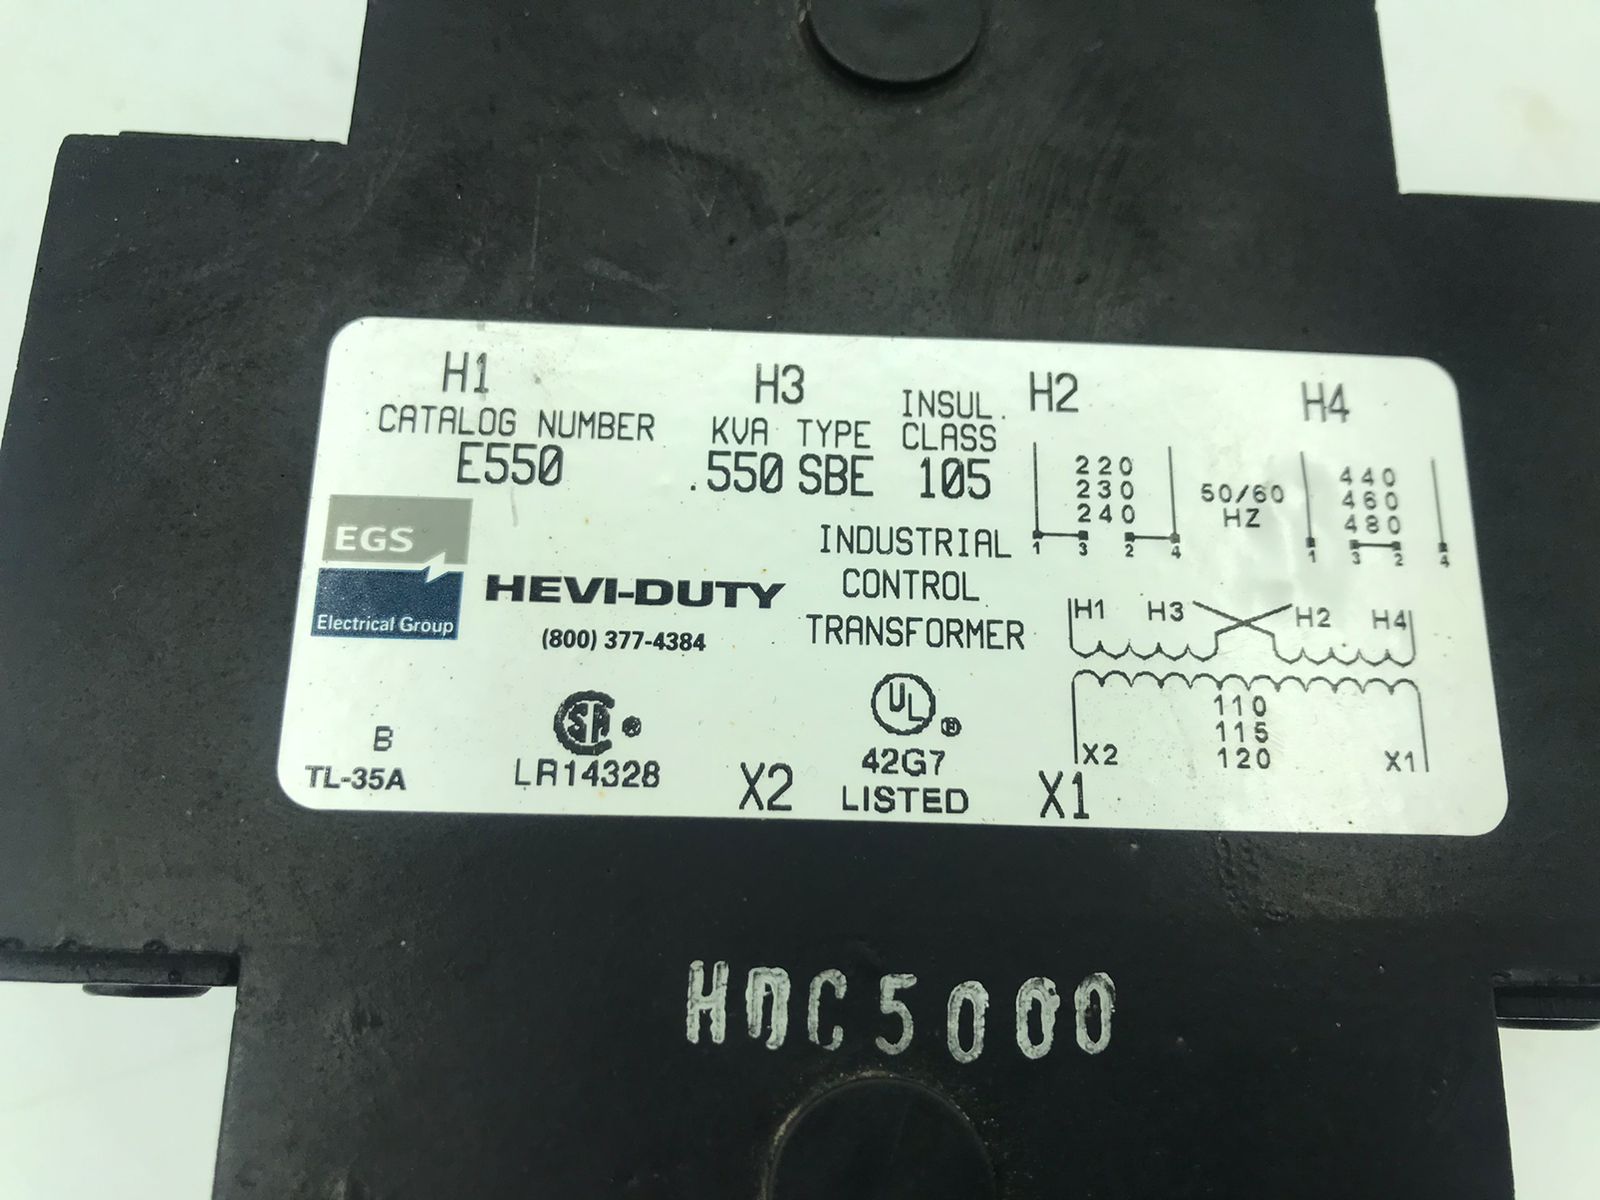 H1 H3 H2 H4
CATALOG NUMBER KVA TYPE INSUL. CLASS
E550 .550 SBE 105
220
230
240
1 3 2 4
50/60
HZ
440
460
480
1 3 2 4
EGS
Electrical Group
HEVI-DUTY
(800) 377-4384
INDUSTRIAL
CONTROL
TRANSFORMER
H1 H3 H2 H4
110
115
120
X2 X1
B
TL-35A
SA ®
LR14328
X2
UL ®
42G7
LISTED
X1
HDC5000